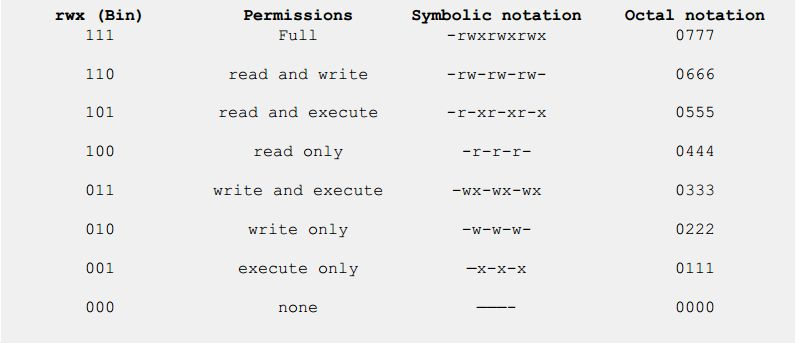 rwx (Bin) Permissions Symbolic notation Octal notation
111 Full -rwxrwxrwx 0777
110 read and write -rw-rw-rw- 0666
101 read and execute -r-xr-xr-x 0555
100 read only -r-r-r- 0444
011 write and execute -wx-wx-wx 0333
010 write only -w-w-w- 0222
001 execute only —x-x-x 0111
000 none ———- 0000